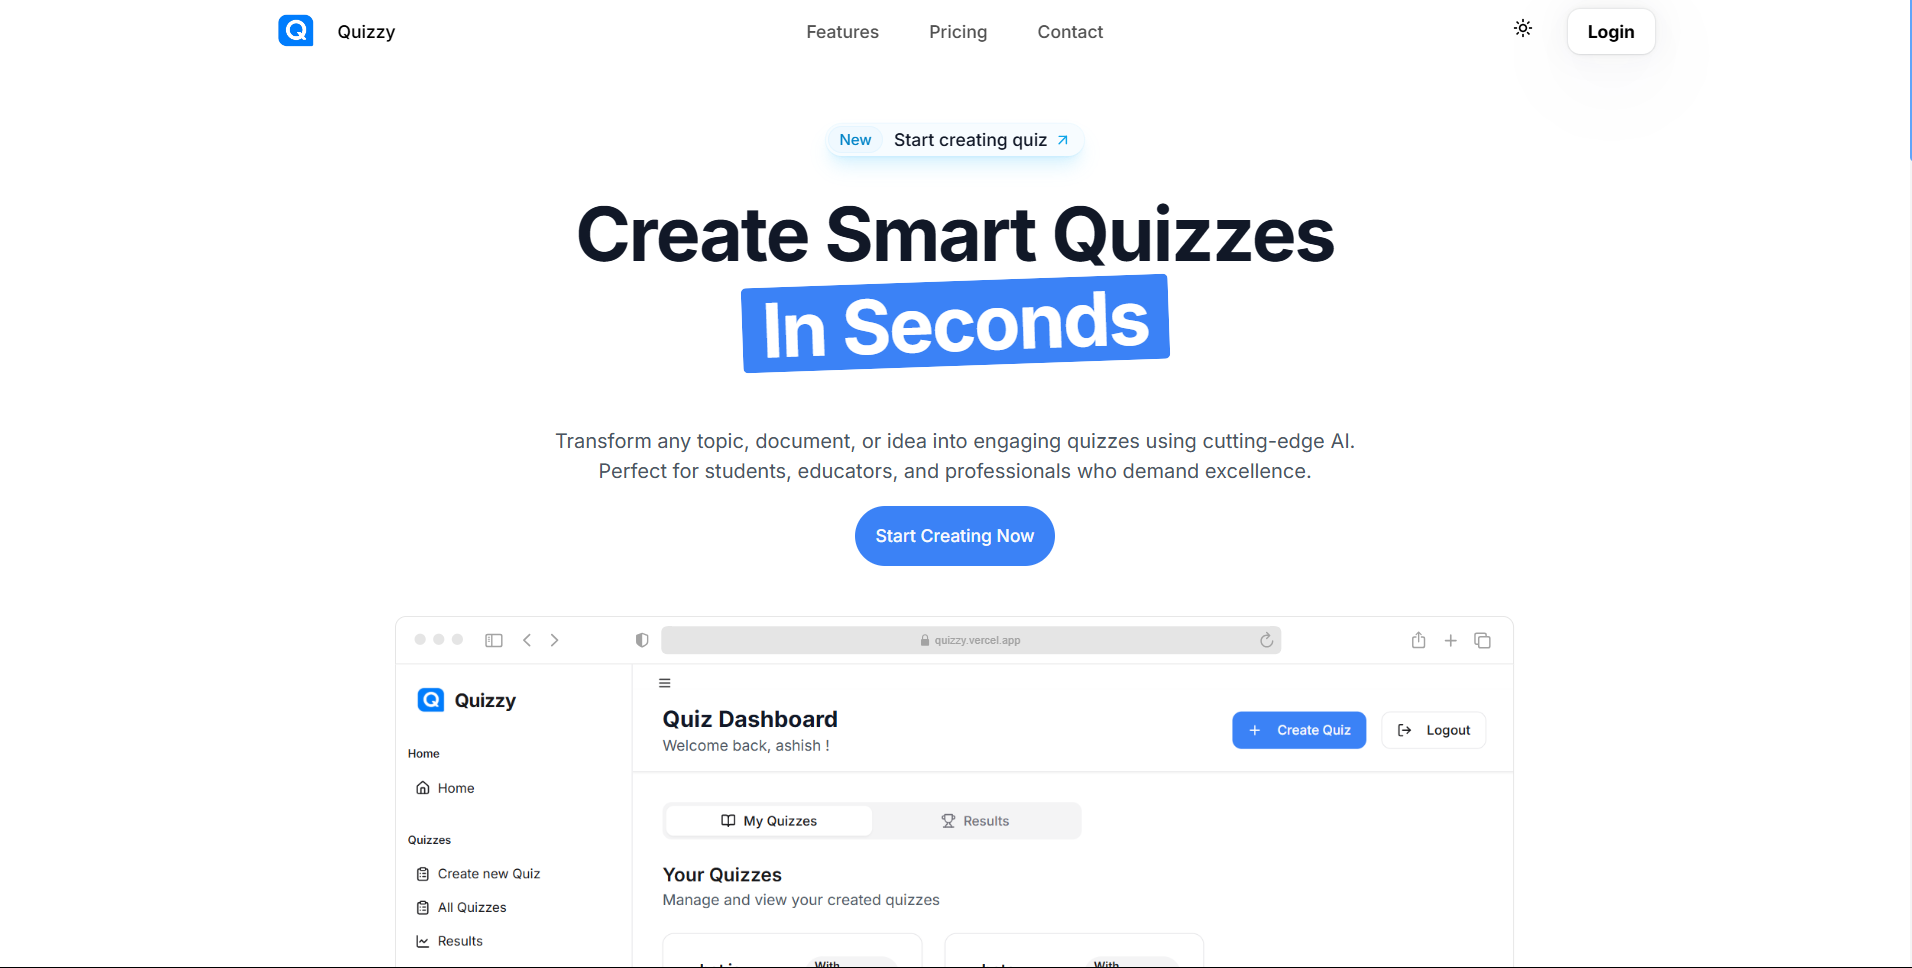 Quizzy
Features
Pricing
Contact
Login
New Start creating quiz
Create Smart Quizzes
In Seconds
Transform any topic, document, or idea into engaging quizzes using cutting-edge AI.
Perfect for students, educators, and professionals who demand excellence.
Start Creating Now
quizzy.vercel.app
Quizzy
Home
Home
Quizzes
Create new Quiz
All Quizzes
Results
Quiz Dashboard
Welcome back, ashish !
Create Quiz
Logout
My Quizzes
Results
Your Quizzes
Manage and view your created quizzes
With
With